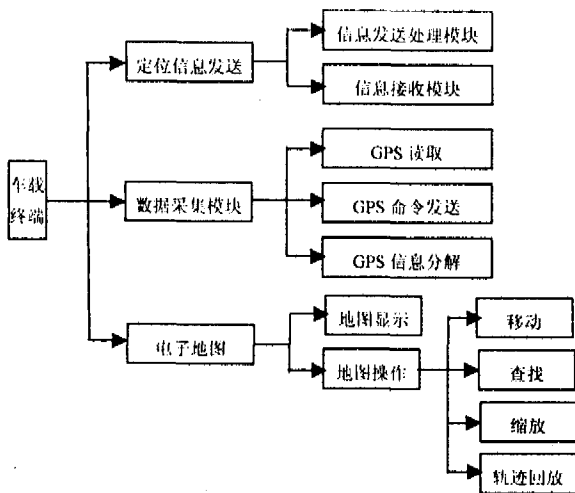 车载
终端
定位信息发送
信息发送处理模块
信息接收模块
数据采集模块
GPS 读取
GPS 命令发送
GPS 信息分解
电子地图
地图显示
地图操作
移动
查找
缩放
轨迹回放